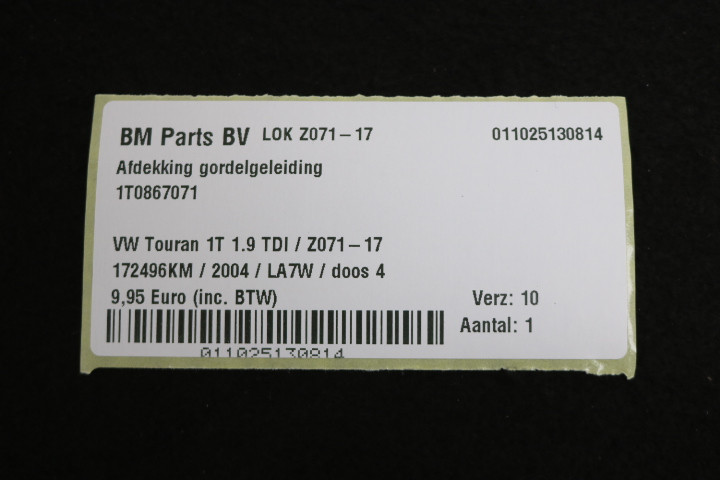 BM Parts BV LOK Z071-17 011025130814
Afdekking gordelgeleiding
1T0867071
VW Touran 1T 1.9 TDI / Z071-17
172496KM / 2004 / LA7W / doos 4
9,95 Euro (inc. BTW) Verz: 10
Aantal: 1
011025130814